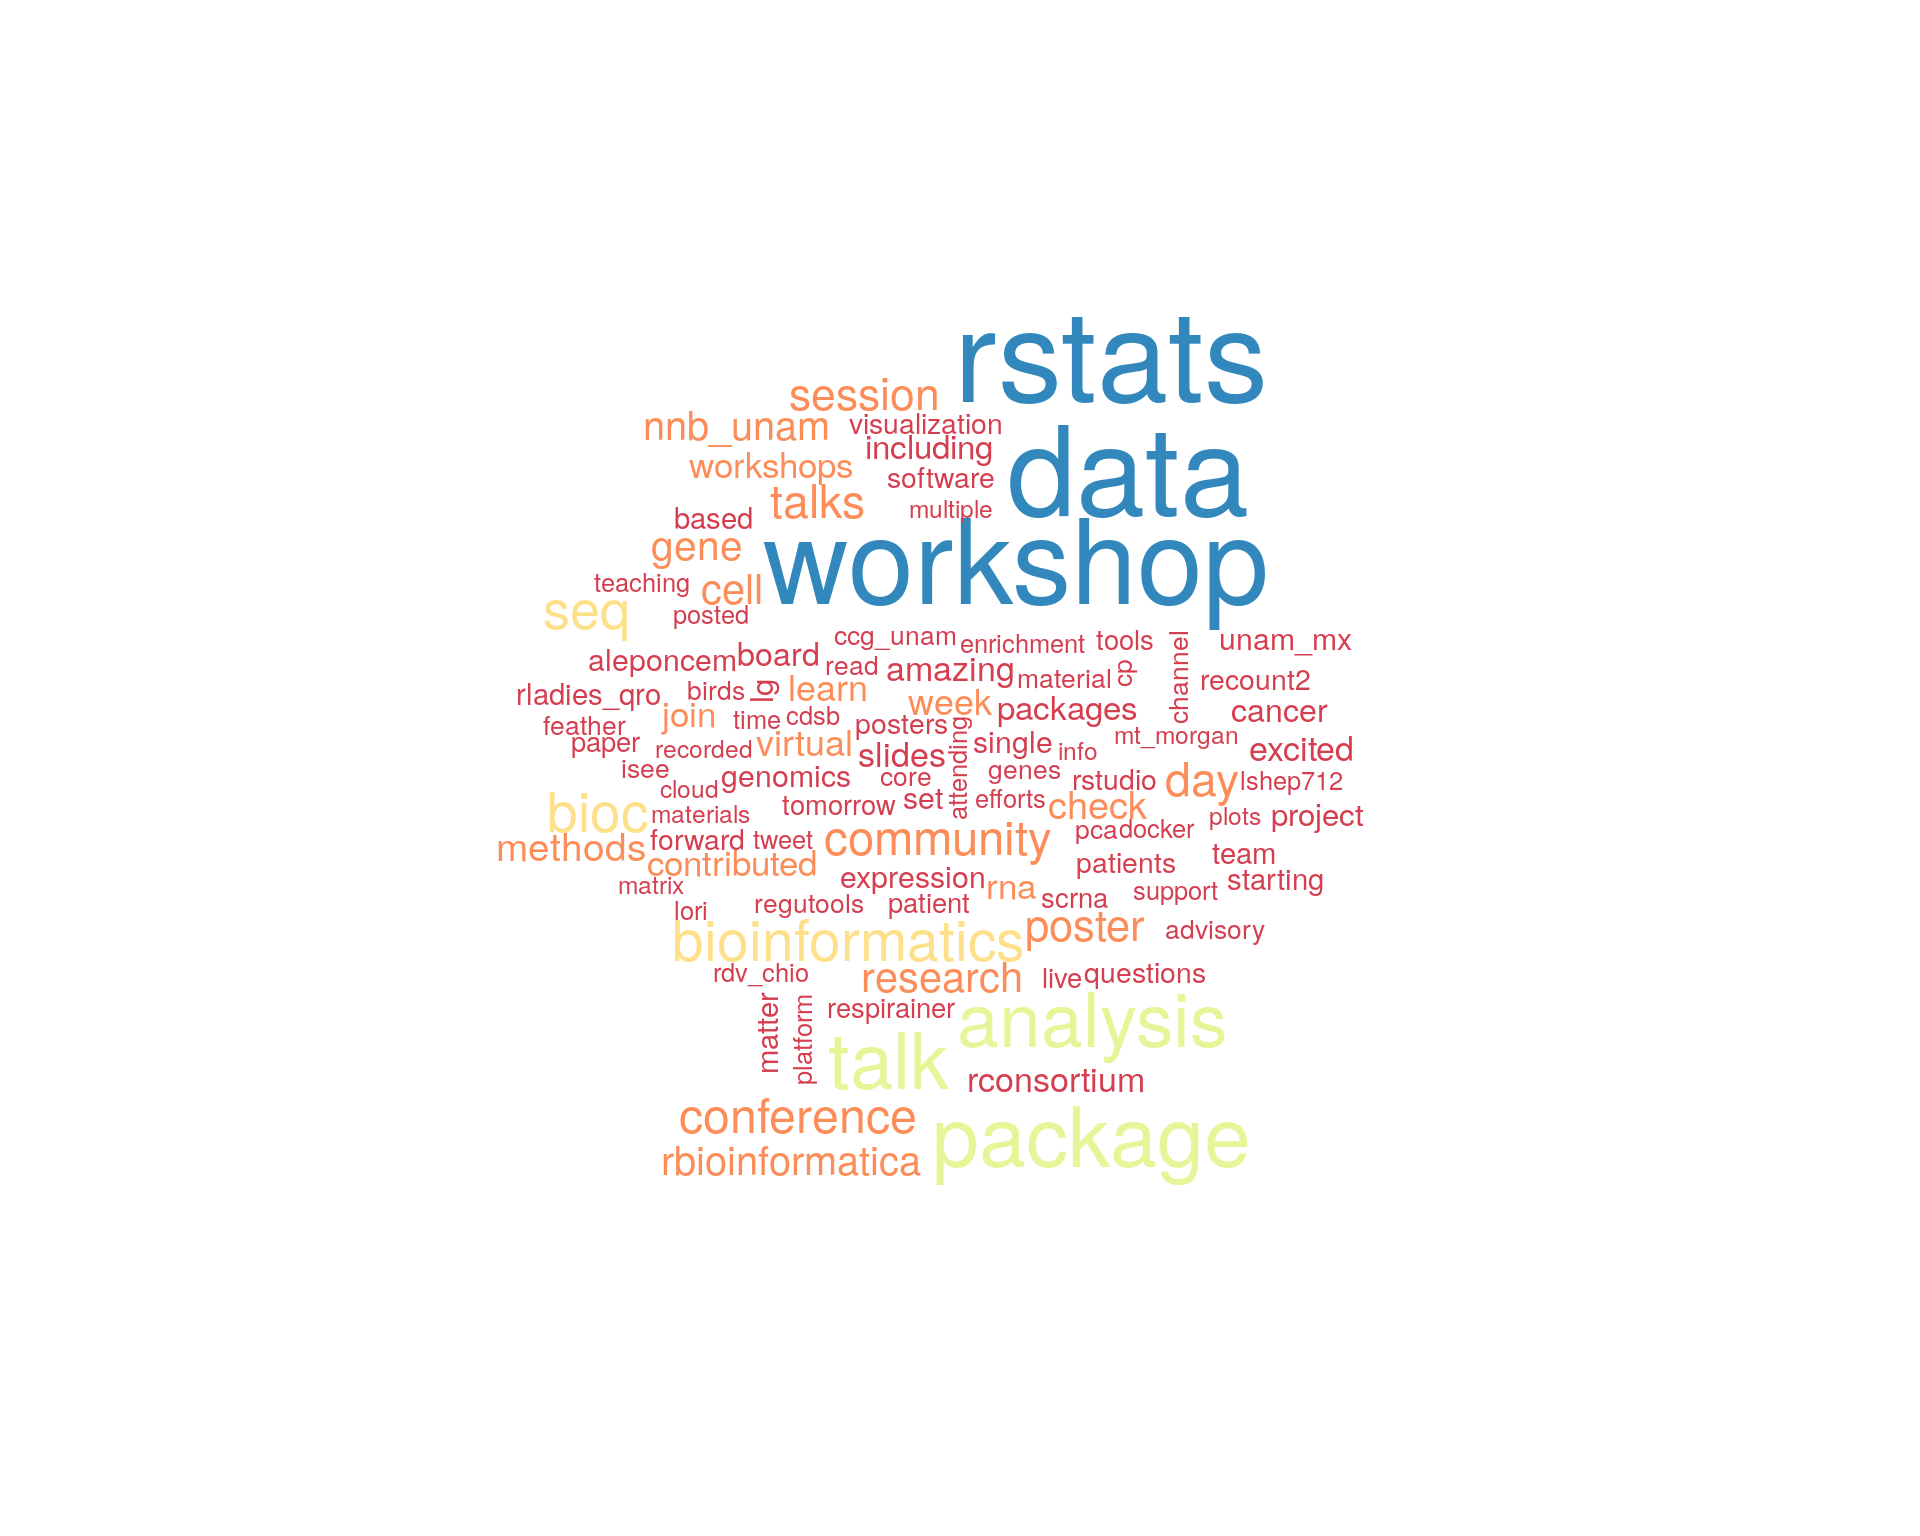 rstats
session
nnb_unam
visualization
including
data
workshops
software
talks
multiple
based
gene
workshop
teaching
cell
seq
posted
ccg_unam
enrichment
tools
channel
unam_mx
aleponcem
board
read
amazing
material
cp
recount2
rladies_qro
birds
lg
learn
week
packages
cancer
feather
join
time
cdsb
posters
attending
single
info
mt_morgan
excited
paper
recorded
virtual
slides
isee
genomics
core
genes
rstudio
day
lshep712
cloud
bioc
materials
tomorrow
set
efforts
check
plots
project
methods
forward
tweet
community
pca
docker
contributed
patients
team
matrix
expression
rna
scrna
support
starting
lori
regutools
patient
bioinformatics
poster
advisory
rdv_chio
research
live
questions
matter
platform
respirainer
analysis
talk
rconsortium
conference
package
rbioinformatica